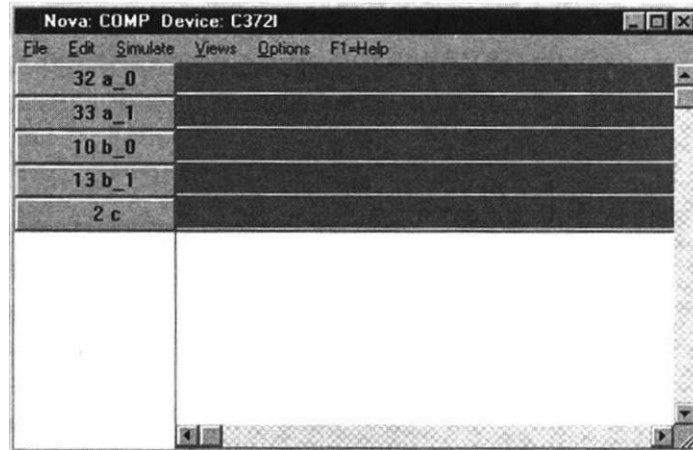 Nova: COMP Device: C372I
File Edit Simulate Views Options F1=Help
32 a_0
33 a_1
10 b_0
13 b_1
2 c